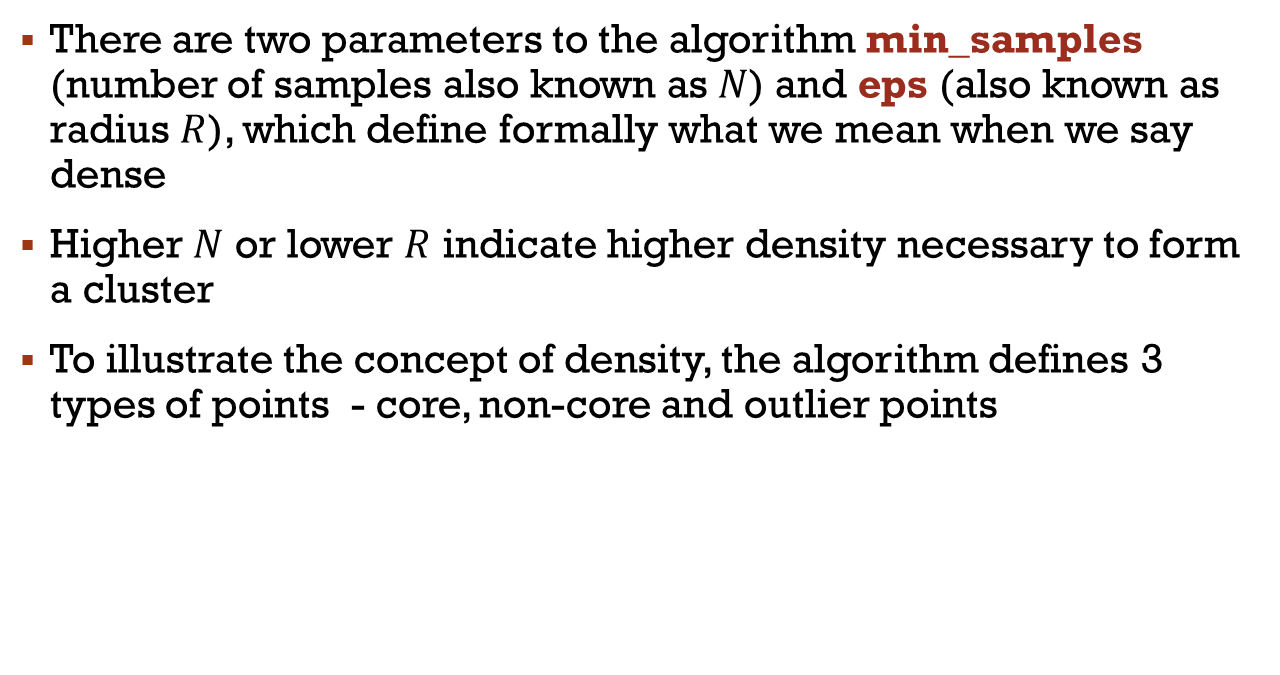 ▪ There are two parameters to the algorithm min_samples
(number of samples also known as N) and eps (also known as
radius R), which define formally what we mean when we say
dense
▪ Higher N or lower R indicate higher density necessary to form
a cluster
▪ To illustrate the concept of density, the algorithm defines 3
types of points - core, non-core and outlier points